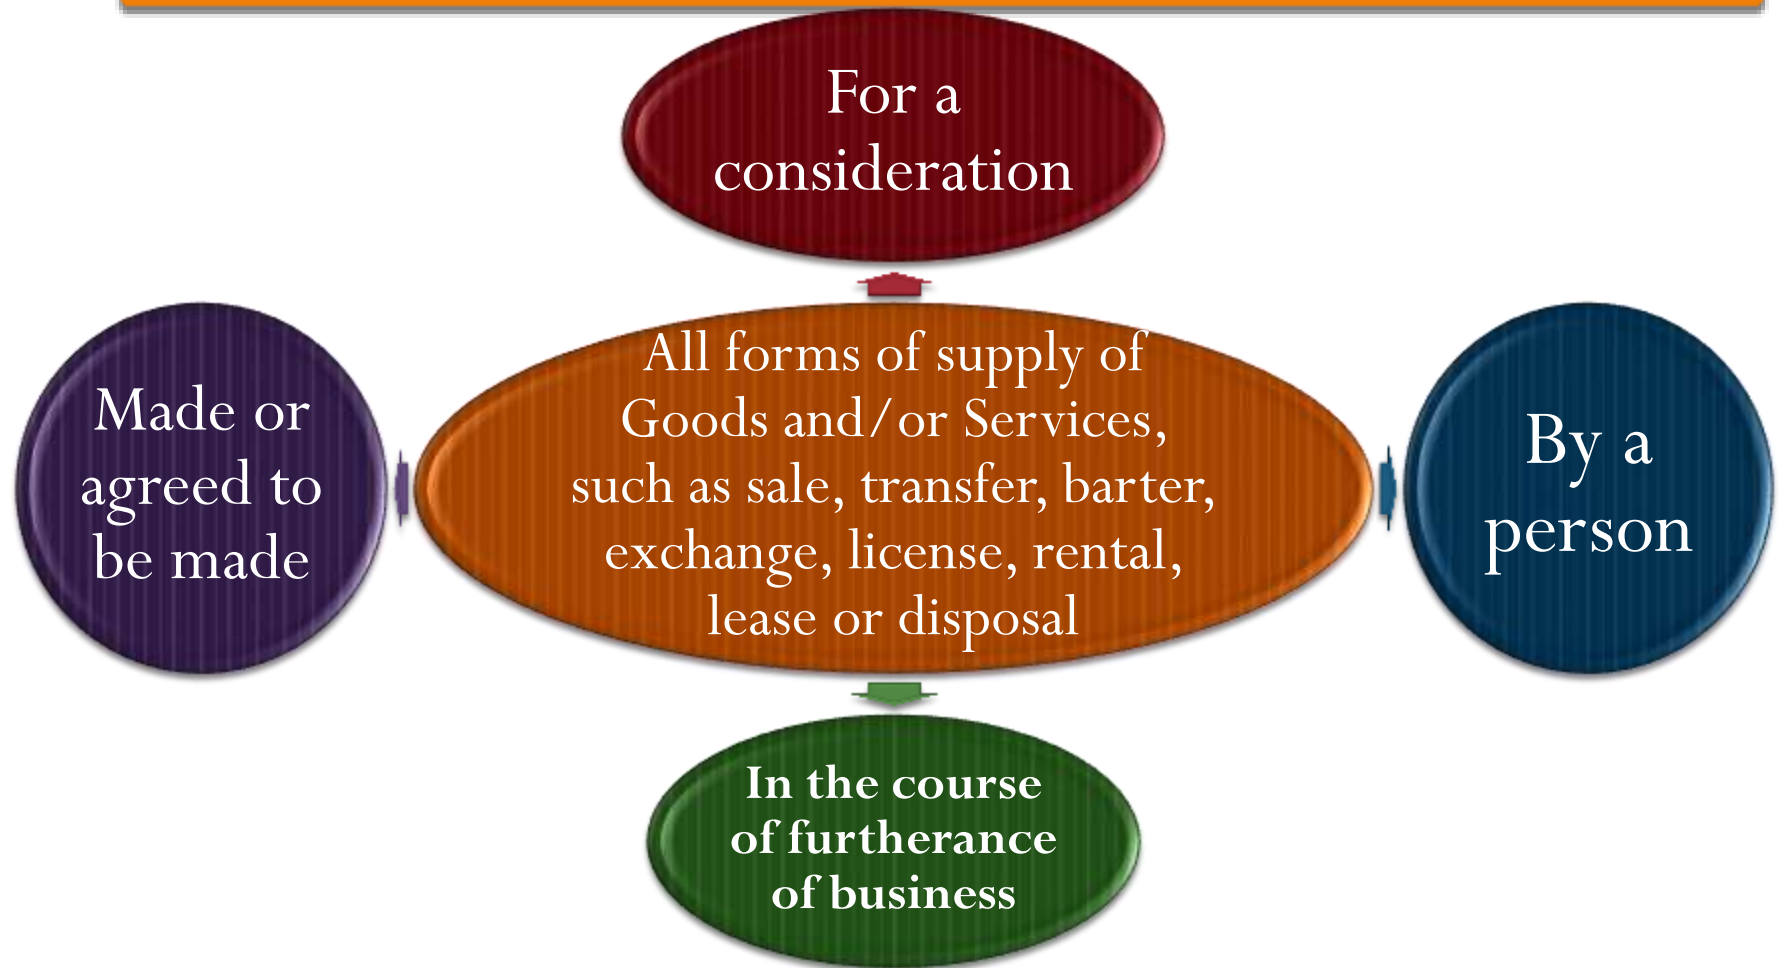 For a
consideration
Made or
agreed to
be made
All forms of supply of
Goods and/or Services,
such as sale, transfer, barter,
exchange, license, rental,
lease or disposal
By a
person
In the course
of furtherance
of business